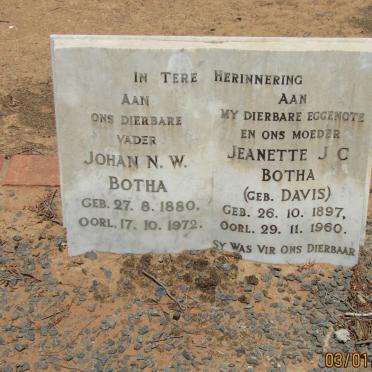 IN TERE HERINNERING
AAN
ONS DIERBARE
VADER
JOHAN N. W.
BOTHA
GEB. 27. 8. 1880.
OORL. 17. 10. 1972.
AAN
MY DIERBARE EGGENOTE
EN ONS MOEDER
JEANETTE J C
BOTHA
(GEB. DAVIS)
GEB. 26. 10. 1897.
OORL. 29. 11. 1960.
SY WAS VIR ONS DIERBAAR
03/01